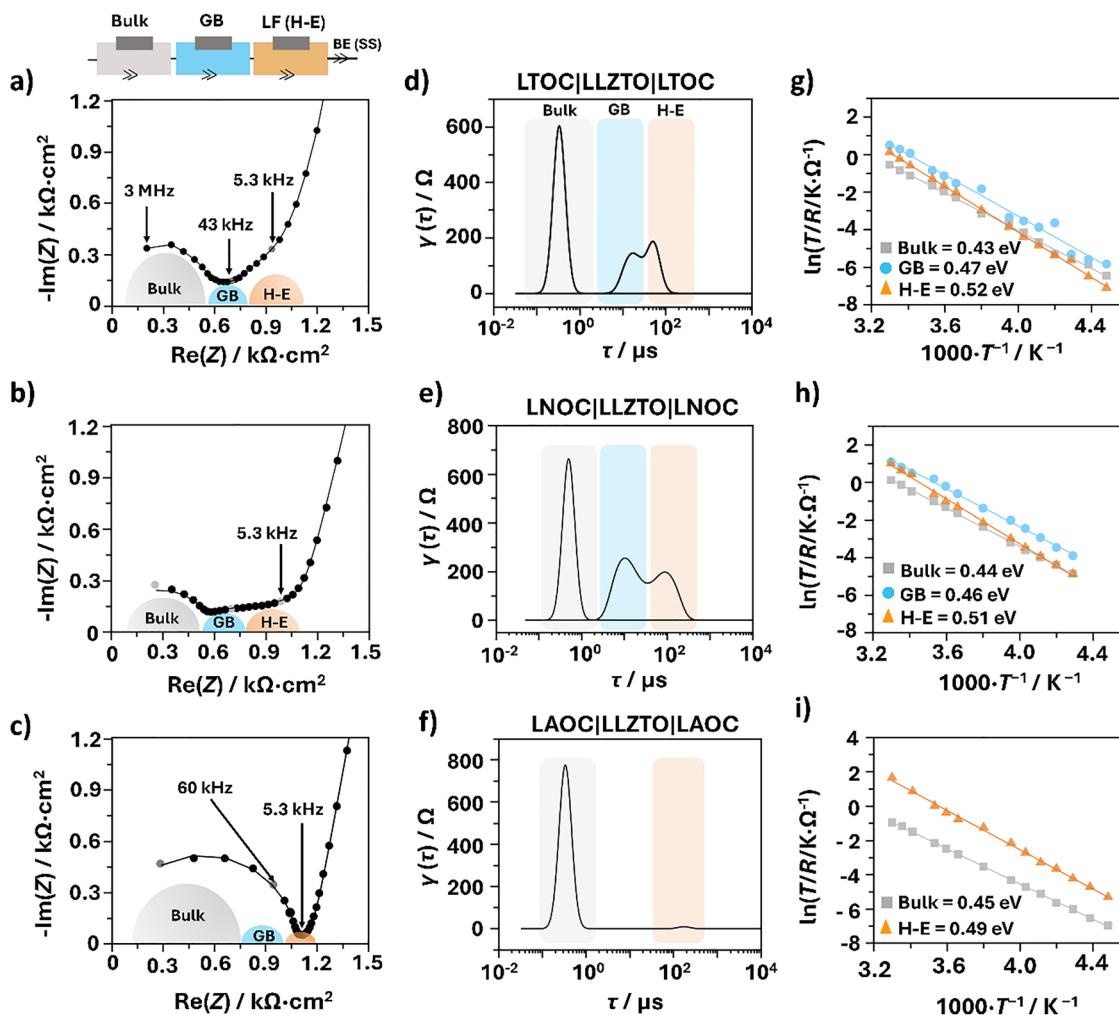 Bulk GB LF (H-E) BE (SS)
a)
1.2
0.9
0.6
0.3
0
-Im(Z) / kΩ·cm²
3 MHz
43 kHz
5.3 kHz
Bulk
GB
H-E
0 0.3 0.6 0.9 1.2 1.5
Re(Z) / kΩ·cm²
d)
LTOC|LLZTO|LTOC
Bulk GB H-E
600
400
200
0
γ (τ) / Ω
10⁻² 10⁰ 10² 10⁴
τ / µs
g)
2
0
-2
-4
-6
-8
ln(T/R/K·Ω⁻¹)
Bulk = 0.43 eV
GB = 0.47 eV
H-E = 0.52 eV
3.2 3.6 4.0 4.4
1000·T⁻¹ / K⁻¹
b)
1.2
0.9
0.6
0.3
0
-Im(Z) / kΩ·cm²
5.3 kHz
Bulk
GB
H-E
0 0.3 0.6 0.9 1.2 1.5
Re(Z) / kΩ·cm²
e)
LNOC|LLZTO|LNOC
800
600
400
200
0
γ (τ) / Ω
10⁻² 10⁰ 10² 10⁴
τ / µs
h)
2
0
-2
-4
-6
-8
ln(T/R/K·Ω⁻¹)
Bulk = 0.44 eV
GB = 0.46 eV
H-E = 0.51 eV
3.2 3.6 4.0 4.4
1000·T⁻¹ / K⁻¹
c)
1.2
0.9
0.6
0.3
0
-Im(Z) / kΩ·cm²
60 kHz
5.3 kHz
Bulk
GB
0 0.3 0.6 0.9 1.2 1.5
Re(Z) / kΩ·cm²
f)
LAOC|LLZTO|LAOC
800
600
400
200
0
γ (τ) / Ω
10⁻² 10⁰ 10² 10⁴
τ / µs
i)
4
2
0
-2
-4
-6
-8
ln(T/R/K·Ω⁻¹)
Bulk = 0.45 eV
H-E = 0.49 eV
3.2 3.6 4.0 4.4
1000·T⁻¹ / K⁻¹